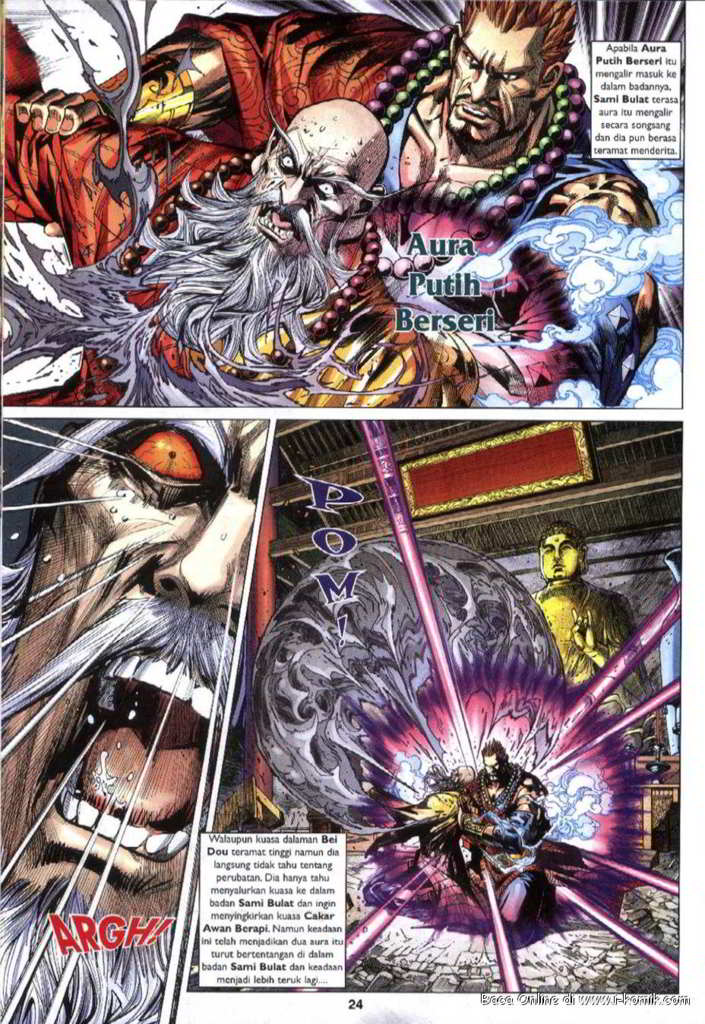 Apabila Aura
Putih Berseri itu
mengalir masuk ke
dalam badannya,
Sami Bulat terasa
aura itu mengalir
secara songsang
dan dia pun berasa
teramat menderita.
Aura
Putih
Berseri
POM!
ARGH!
Walaupun kuasa dalaman Bei
Dou teramat tinggi namun dia
langsung tidak tahu tentang
perubatan. Dia hanya tahu
menyalurkan kuasa ke dalam
badan Sami Bulat dan ingin
menyingkirkan kuasa Cakar
Awan Berapi. Namun keadaan
ini telah menjadikan dua aura itu
turut bertentangan di dalam
badan Sami Bulat dan keadaan
menjadi lebih teruk lagi....
24
Baca Online di www.i-komik.com